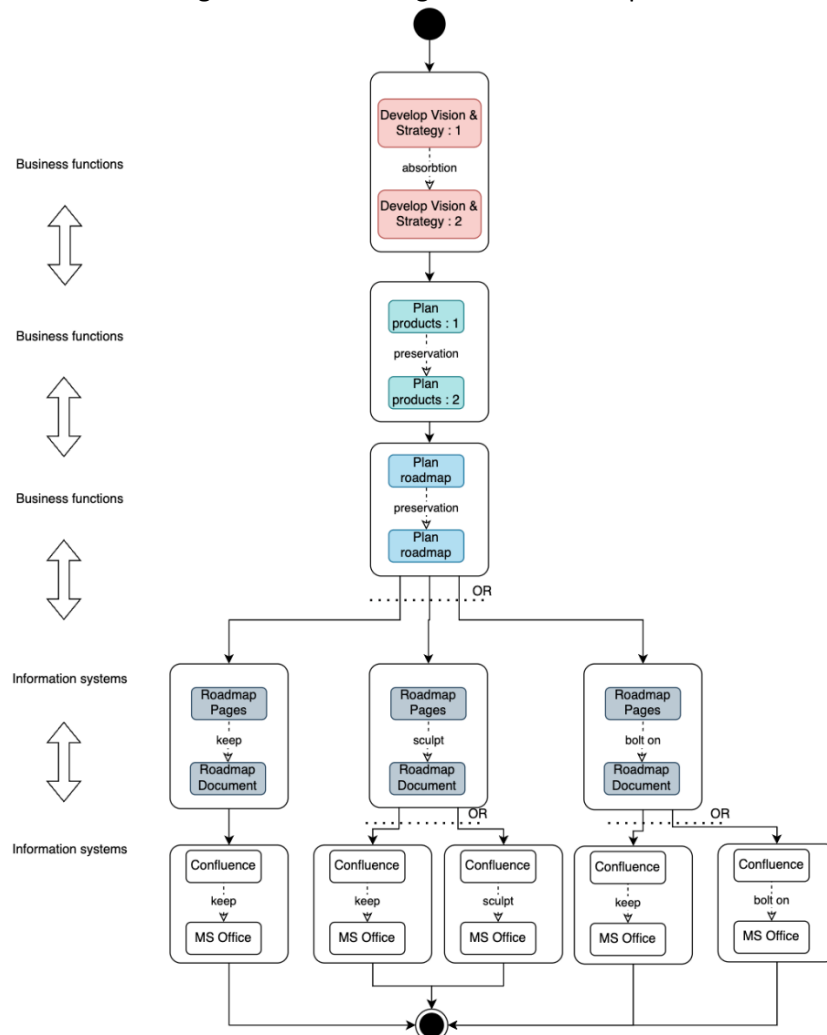 Develop Vision &
Strategy : 1
absorbtion
Business functions
Develop Vision &
Strategy : 2
Plan
products : 1
Business functions
preservation
Plan
products : 2
Plan
roadmap
Business functions
preservation
Plan
roadmap
OR
Information systems
Roadmap
Pages
keep
Roadmap
Document
Roadmap
Pages
sculpt
Roadmap
Document
Roadmap
Pages
bolt on
Roadmap
Document
OR
OR
Information systems
Confluence
keep
MS Office
Confluence
keep
MS Office
Confluence
sculpt
MS Office
Confluence
keep
MS Office
Confluence
bolt on
MS Office